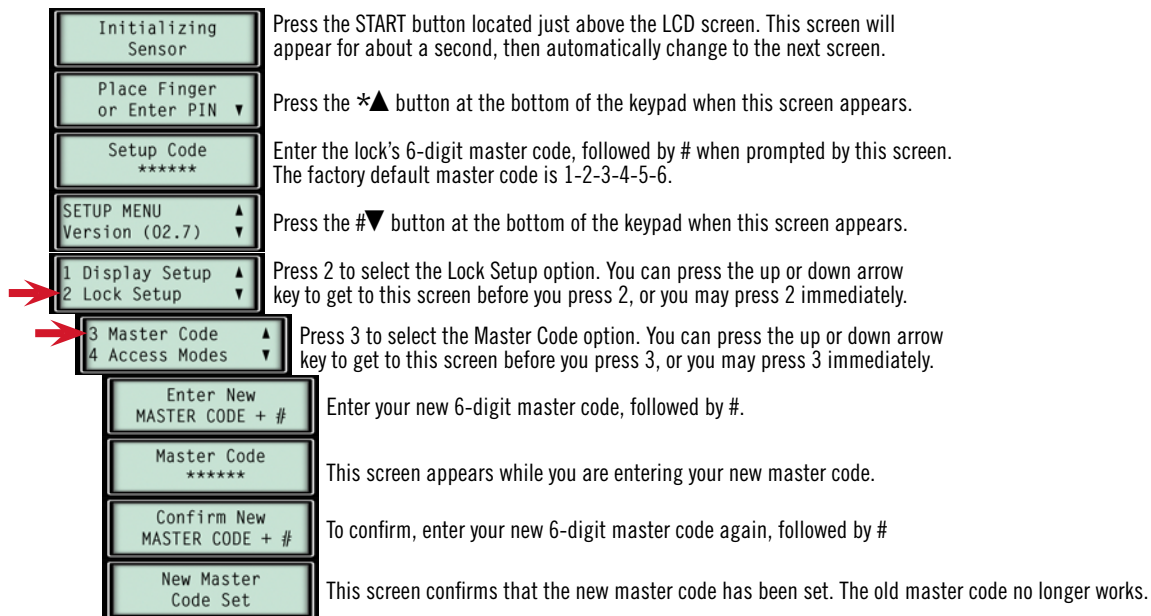 Initializing
Sensor
Press the START button located just above the LCD screen. This screen will
appear for about a second, then automatically change to the next screen.
Place Finger
or Enter PIN ▼
Press the *▲ button at the bottom of the keypad when this screen appears.
Setup Code
******
Enter the lock's 6-digit master code, followed by # when prompted by this screen.
The factory default master code is 1-2-3-4-5-6.
SETUP MENU ▲
Version (02.7) ▼
Press the #▼ button at the bottom of the keypad when this screen appears.
1 Display Setup ▲
2 Lock Setup ▼
Press 2 to select the Lock Setup option. You can press the up or down arrow
key to get to this screen before you press 2, or you may press 2 immediately.
3 Master Code ▲
4 Access Modes ▼
Press 3 to select the Master Code option. You can press the up or down arrow
key to get to this screen before you press 3, or you may press 3 immediately.
Enter New
MASTER CODE + #
Enter your new 6-digit master code, followed by #.
Master Code
******
This screen appears while you are entering your new master code.
Confirm New
MASTER CODE + #
To confirm, enter your new 6-digit master code again, followed by #
New Master
Code Set
This screen confirms that the new master code has been set. The old master code no longer works.